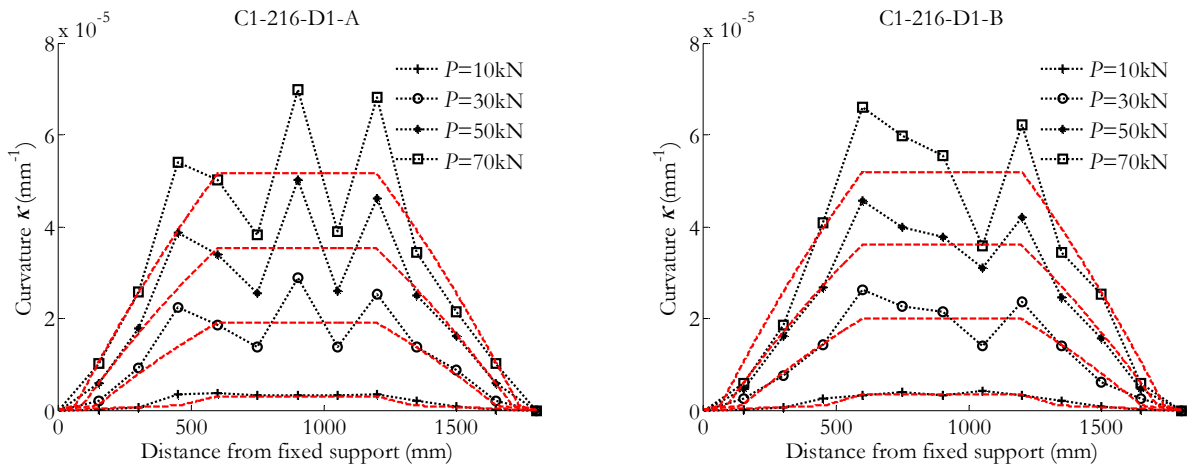 C1-216-D1-A
8 x 10^-5
6
4
2
0
Curvature κ (mm^-1)
P=10kN
P=30kN
P=50kN
P=70kN
0 500 1000 1500
Distance from fixed support (mm)
C1-216-D1-B
8 x 10^-5
6
4
2
0
Curvature κ (mm^-1)
P=10kN
P=30kN
P=50kN
P=70kN
0 500 1000 1500
Distance from fixed support (mm)